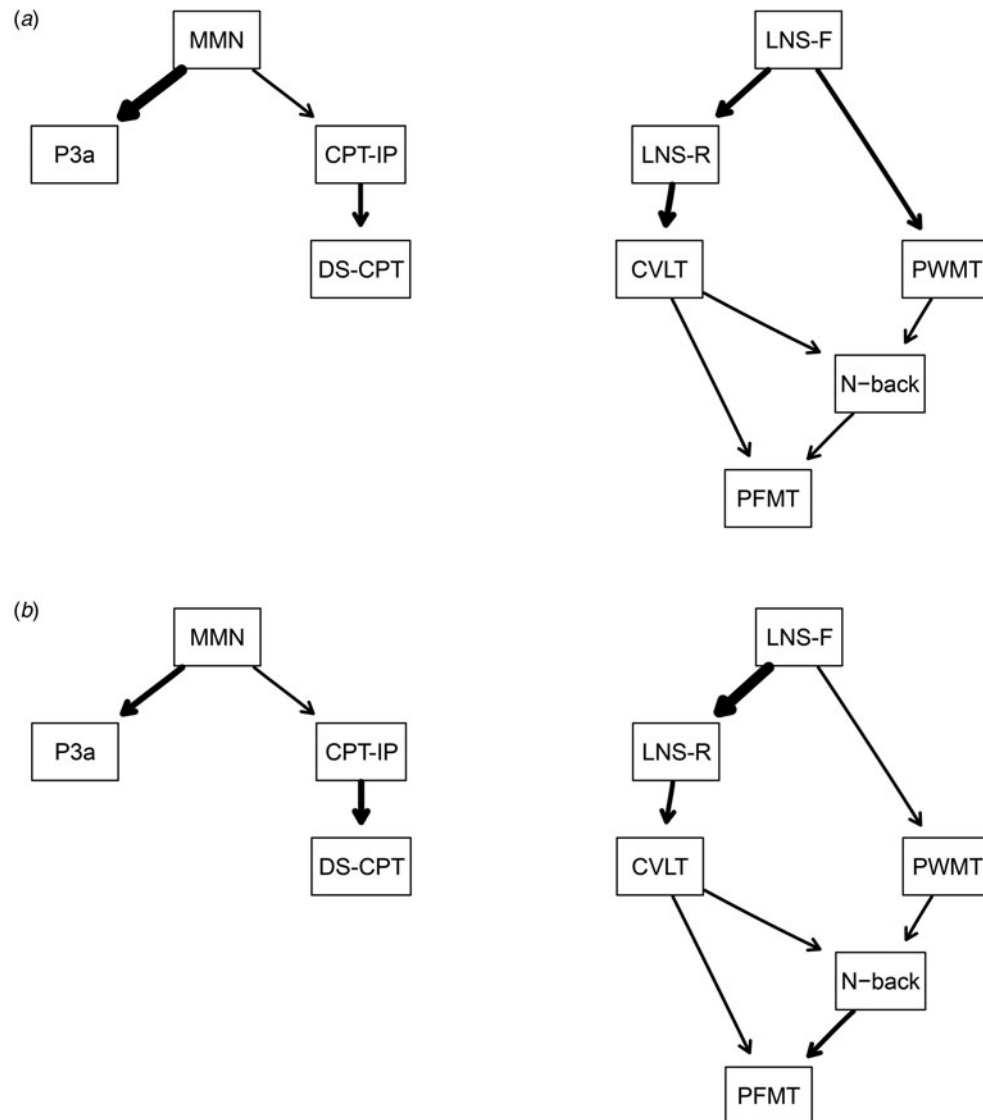 (a)
MMN
LNS-F
P3a
CPT-IP
LNS-R
DS-CPT
CVLT
PWMT
N−back
PFMT
(b)
MMN
LNS-F
P3a
CPT-IP
LNS-R
DS-CPT
CVLT
PWMT
N−back
PFMT